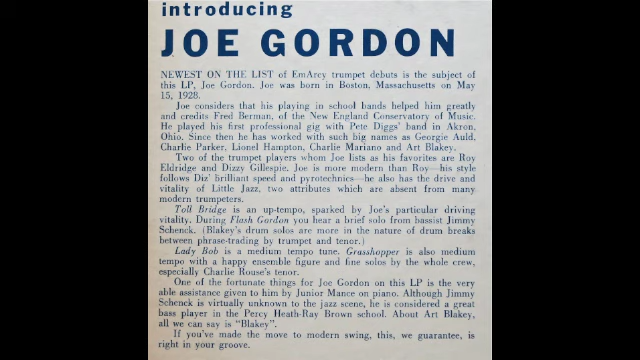 introducing
JOE GORDON
NEWEST ON THE LIST of EmArcy trumpet debuts is the subject of
this LP, Joe Gordon. Joe was born in Boston, Massachusetts on May
15, 1928.
Joe considers that his playing in school bands helped him greatly
and credits Fred Berman, of the New England Conservatory of Music.
He played his first professional gig with Pete Diggs' band in Akron,
Ohio. Since then he has worked with such big names as Georgie Auld,
Charlie Parker, Lionel Hampton, Charlie Mariano and Art Blakey.
Two of the trumpet players whom Joe lists as his favorites are Roy
Eldridge and Dizzy Gillespie. Joe is more modern than Roy—his style
follows Diz' brilliant speed and pyrotechnics—he also has the drive and
vitality of Little Jazz, two attributes which are absent from many
modern trumpeters.
Toll Bridge is an up-tempo, sparked by Joe's particular driving
vitality. During Flash Gordon you hear a brief solo from bassist Jimmy
Schenck. (Blakey's drum solos are more in the nature of drum breaks
between phrase-trading by trumpet and tenor.)
Lady Bob is a medium tempo tune. Grasshopper is also medium
tempo with a happy ensemble figure and fine solos by the whole crew,
especially Charlie Rouse's tenor.
One of the fortunate things for Joe Gordon on this LP is the very
able assistance given to him by Junior Mance on piano. Although Jimmy
Schenck is virtually unknown to the jazz scene, he is considered a great
bass player in the Percy Heath-Ray Brown school. About Art Blakey,
all we can say is "Blakey".
If you've made the move to modern swing, this, we guarantee, is
right in your groove.